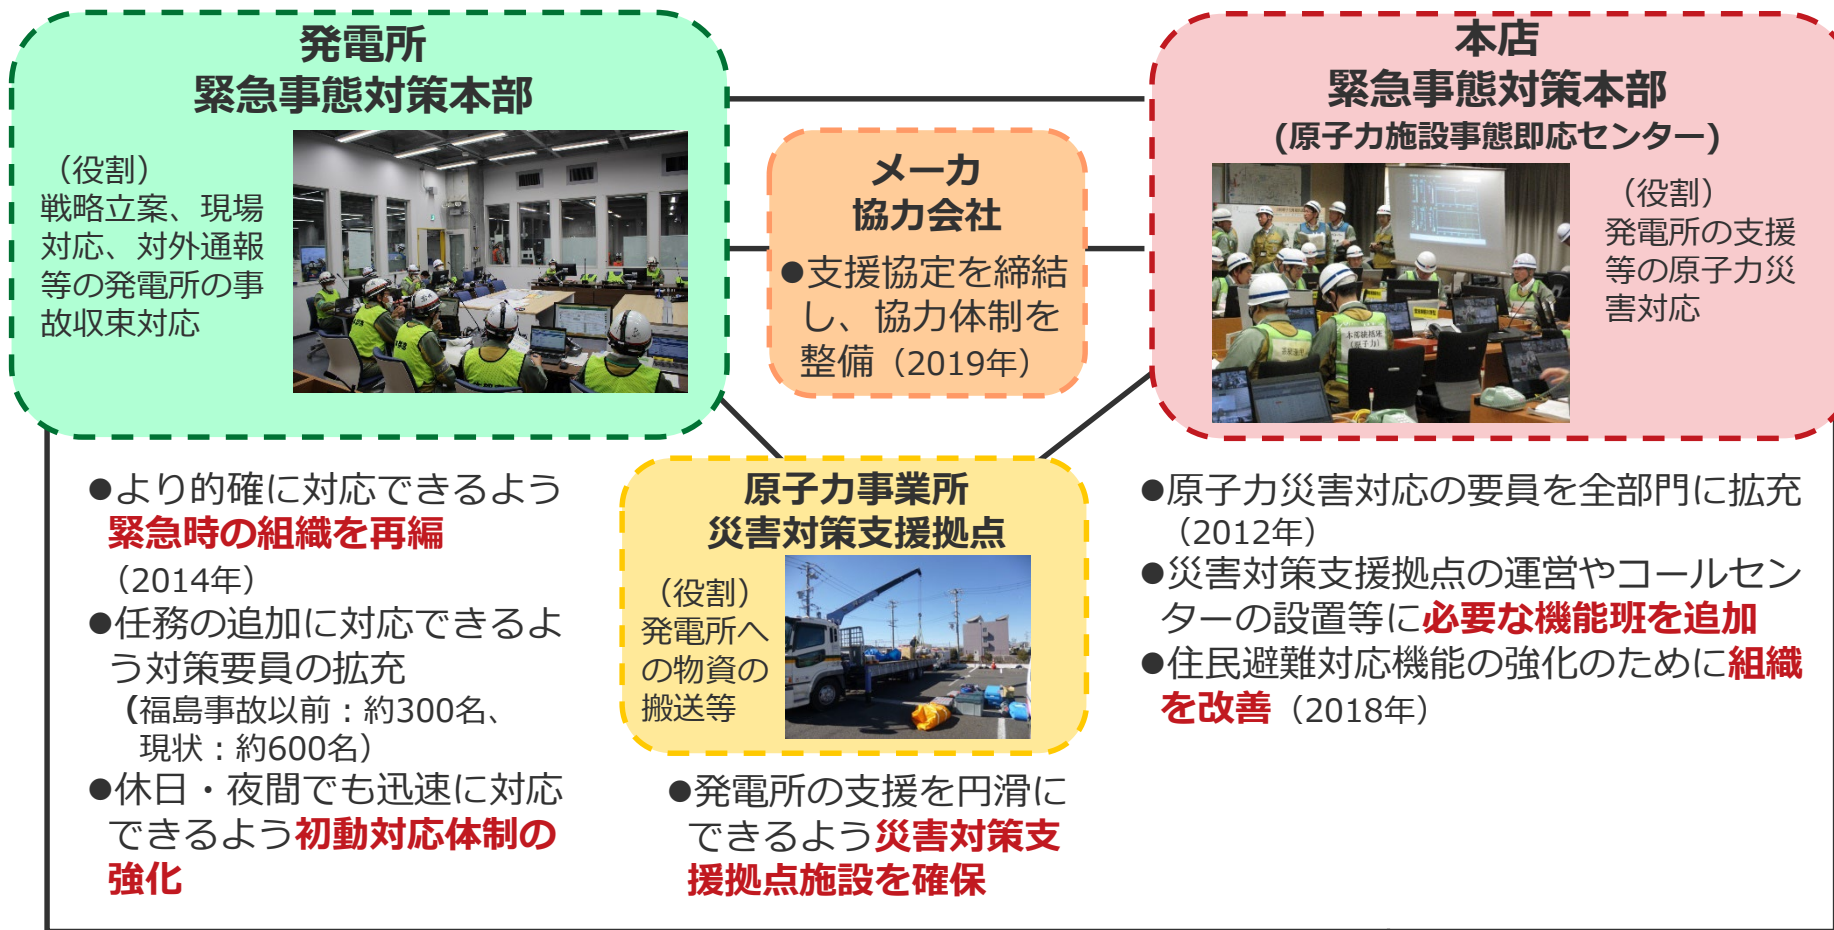 発電所
緊急事態対策本部
（役割）
戦略立案、現場
対応、対外通報
等の発電所の事
故収束対応
メーカ
協力会社
●支援協定を締結
し、協力体制を
整備（2019年）
本店
緊急事態対策本部
(原子力施設事態即応センター)
（役割）
発電所の支援
等の原子力災
害対応
●より的確に対応できるよう
緊急時の組織を再編
（2014年）
●任務の追加に対応できるよ
う対策要員の拡充
（福島事故以前：約300名、
現状：約600名）
●休日・夜間でも迅速に対応
できるよう初動対応体制の
強化
原子力事業所
災害対策支援拠点
（役割）
発電所へ
の物資の
搬送等
●発電所の支援を円滑に
できるよう災害対策支
援拠点施設を確保
●原子力災害対応の要員を全部門に拡充
（2012年）
●災害対策支援拠点の運営やコールセン
ターの設置等に必要な機能班を追加
●住民避難対応機能の強化のために組織
を改善（2018年）